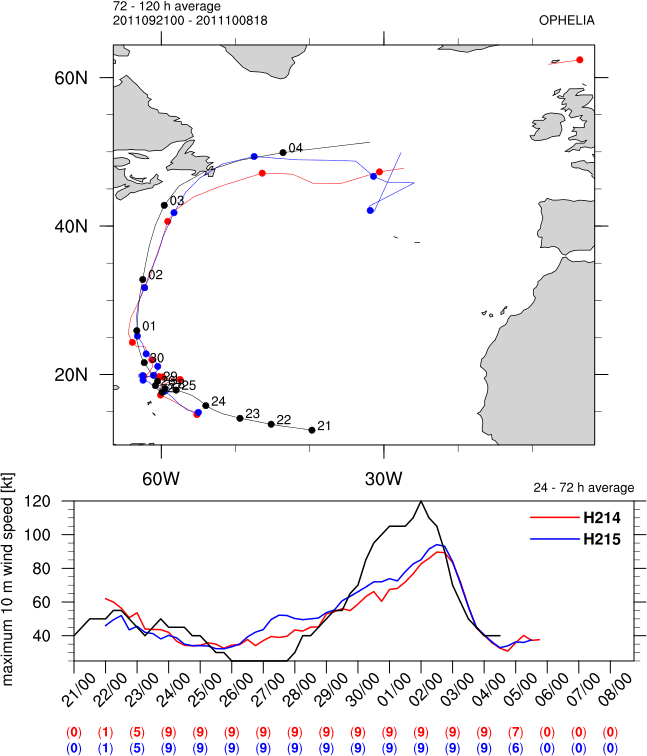 72 - 120 h average
2011092100 - 2011100818 OPHELIA
60N
04
03
40N
02
01
30
29
20N
25
24
23
22
21
60W 30W
24 - 72 h average
maximum 10 m wind speed [kt]
120
100
80
60
40
H214
H215
21/00 22/00 23/00 24/00 25/00 26/00 27/00 28/00 29/00 30/00 01/00 02/00 03/00 04/00 05/00 06/00 07/00 08/00
(0) (1) (5) (9) (9) (9) (9) (9) (9) (9) (9) (9) (9) (9) (7) (0) (0) (0)
(0) (1) (5) (9) (9) (9) (9) (9) (9) (9) (9) (9) (9) (9) (6) (0) (0) (0)